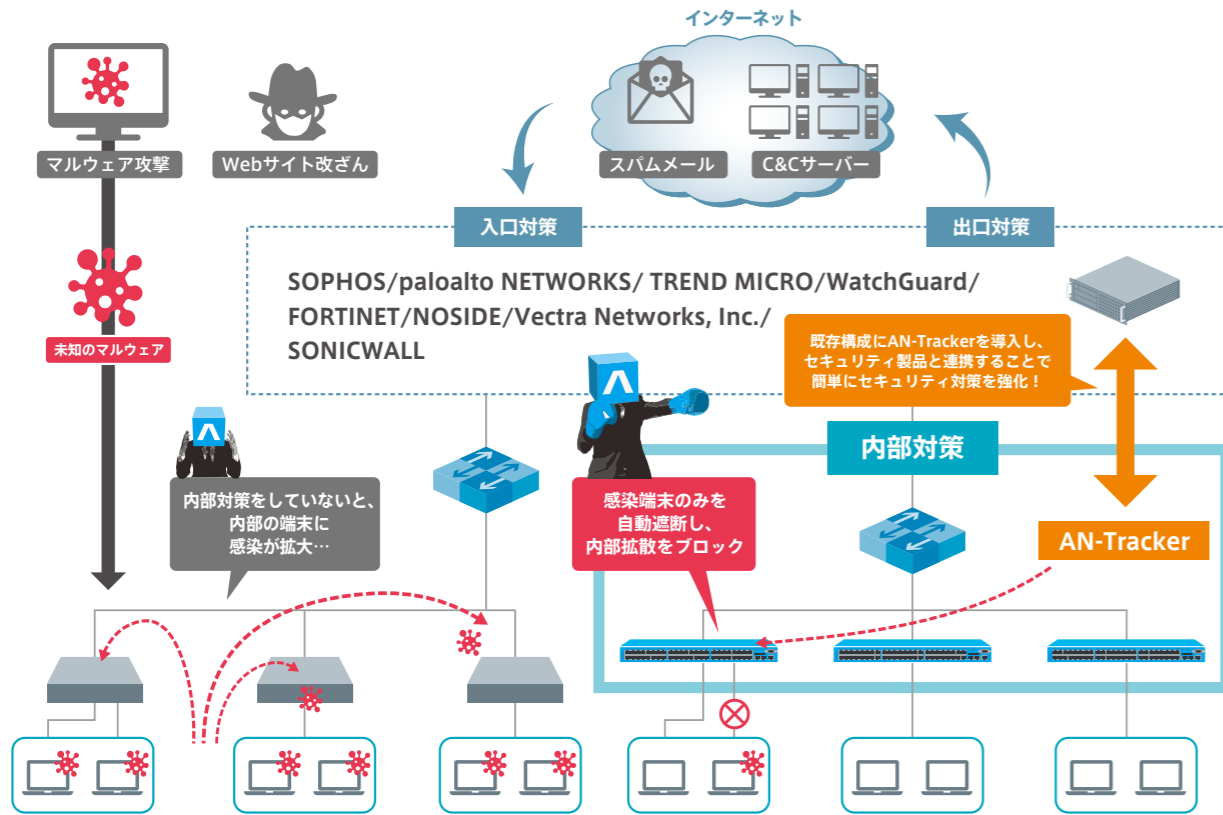 インターネット
マルウェア攻撃
Webサイト改ざん
スパムメール
C&Cサーバー
入口対策
出口対策
SOPHOS/paloalto NETWORKS/ TREND MICRO/WatchGuard/
FORTINET/NOSIDE/Vectra Networks, Inc./
SONICWALL
未知のマルウェア
既存構成にAN-Trackerを導入し、
セキュリティ製品と連携することで
簡単にセキュリティ対策を強化！
内部対策
内部対策をしていないと、
内部の端末に
感染が拡大…
感染端末のみを
自動遮断し、
内部拡散をブロック
AN-Tracker